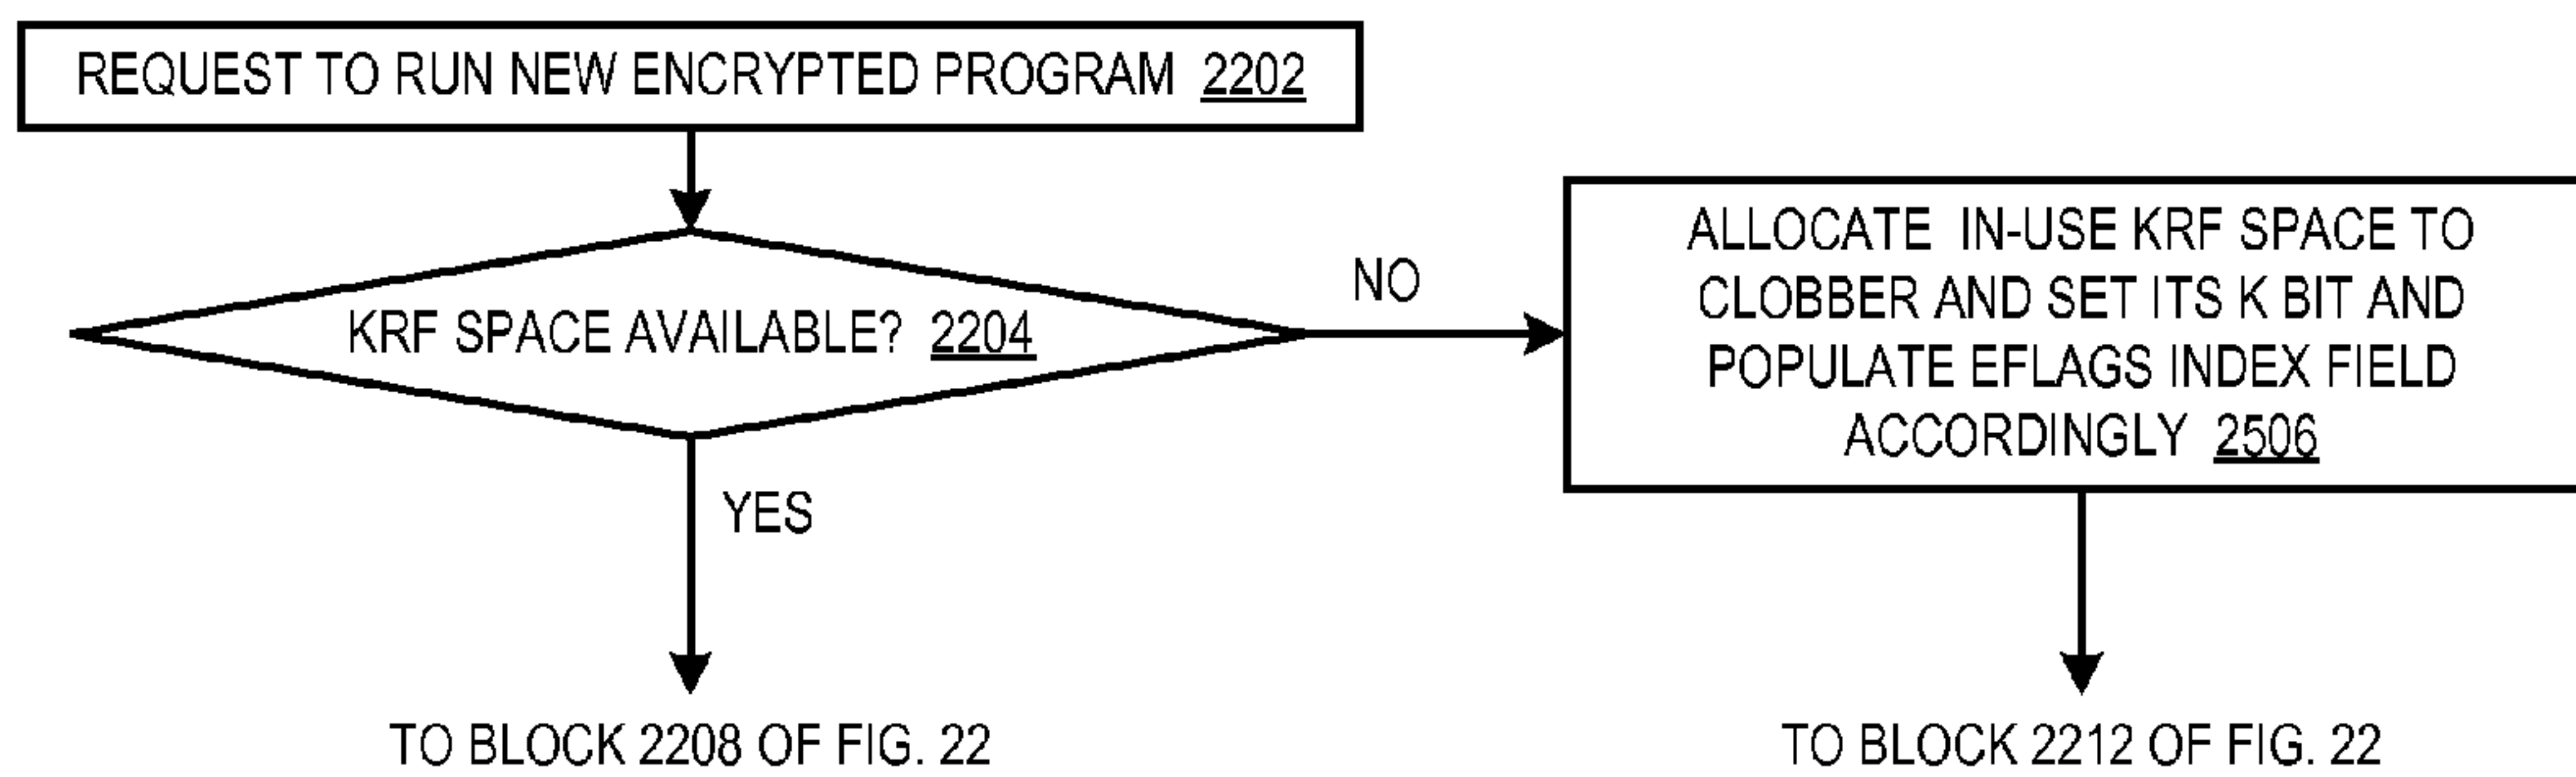 REQUEST TO RUN NEW ENCRYPTED PROGRAM 2202
KRF SPACE AVAILABLE? 2204
NO
ALLOCATE IN-USE KRF SPACE TO
CLOBBER AND SET ITS K BIT AND
POPULATE EFLAGS INDEX FIELD
ACCORDINGLY 2506
YES
TO BLOCK 2208 OF FIG. 22
TO BLOCK 2212 OF FIG. 22